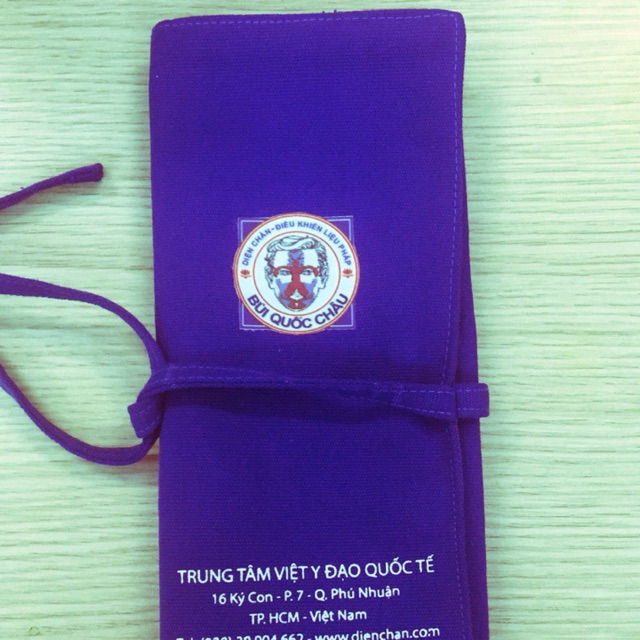 DIỆN CHẨN - ĐIỀU KHIỂN LIỆU PHÁP
BÙI QUỐC CHÂU
TRUNG TÂM VIỆT Y ĐẠO QUỐC TẾ
16 Ký Con - P. 7 - Q. Phú Nhuận
TP. HCM - Việt Nam
www.dienchan.com